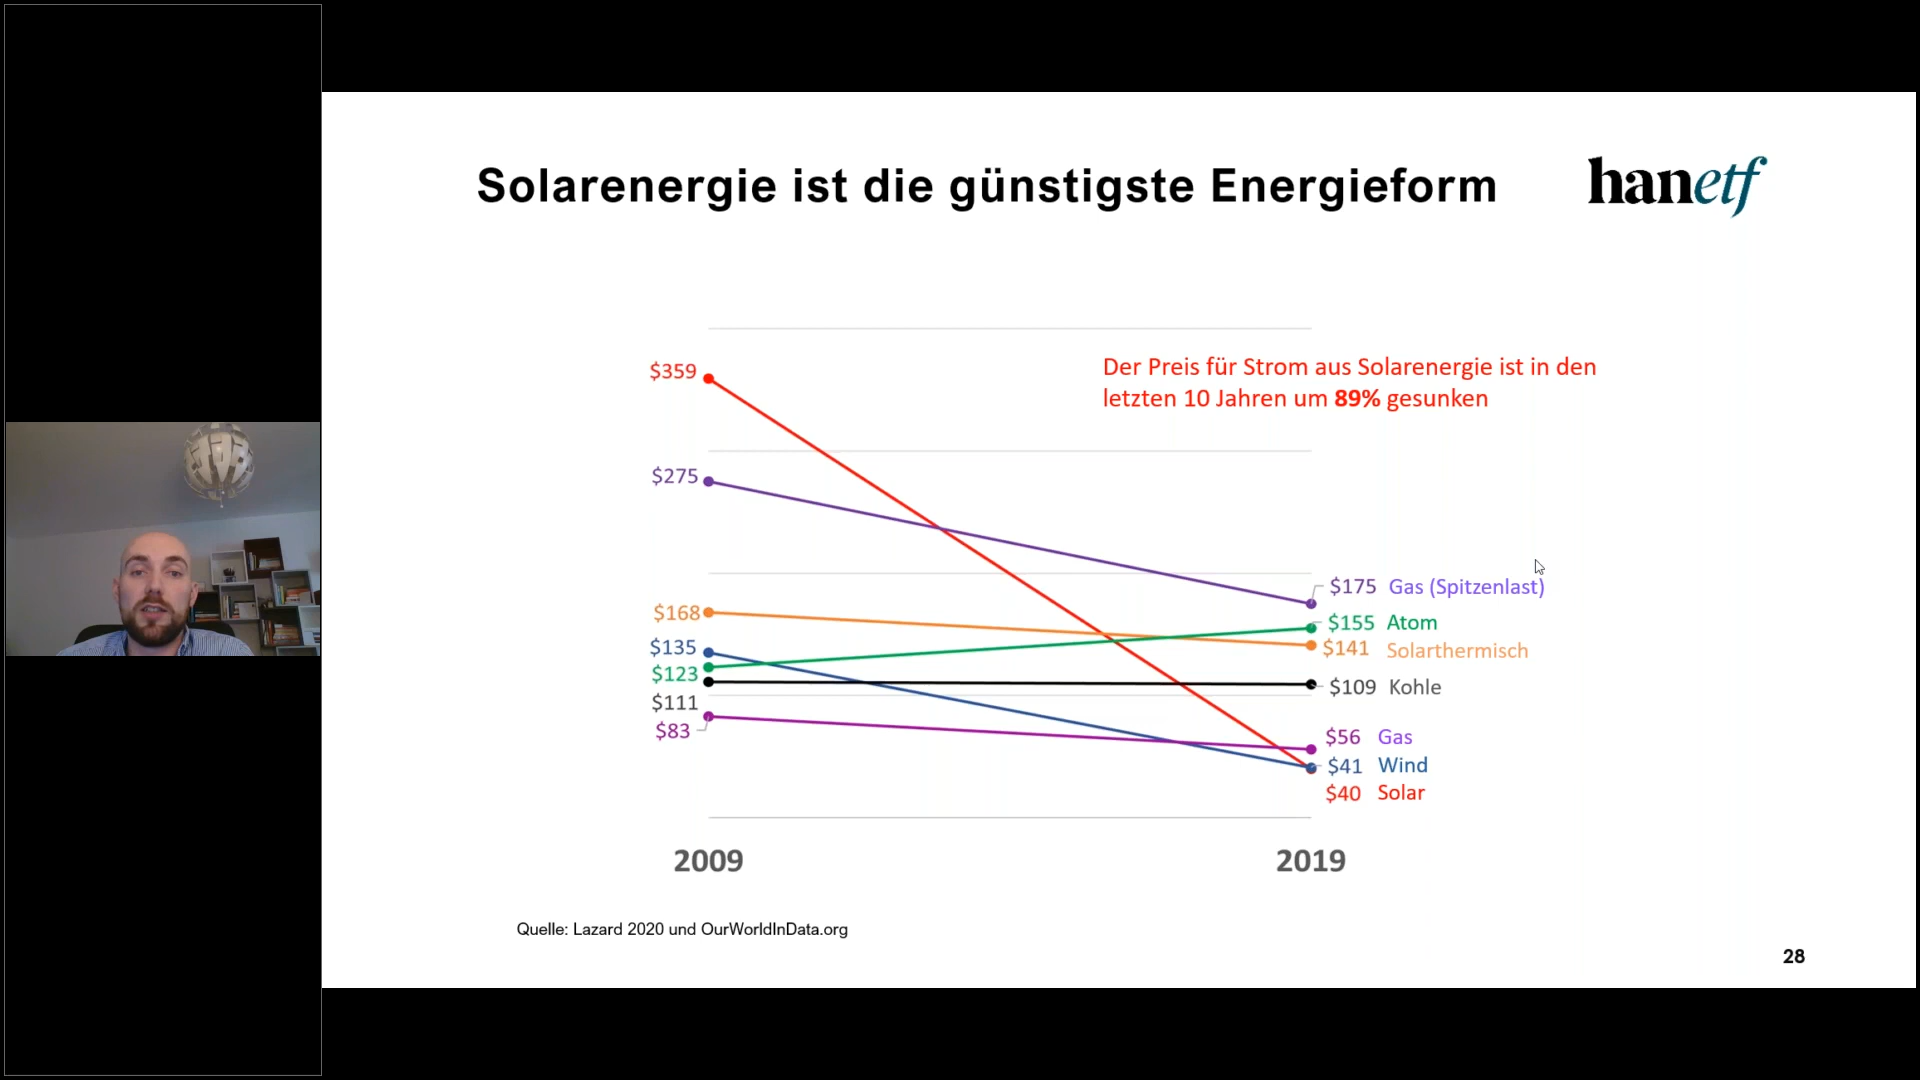 Solarenergie ist die günstigste Energieform
hanetf
$359
Der Preis für Strom aus Solarenergie ist in den
letzten 10 Jahren um 89% gesunken
$275
$168
$135
$123
$111
$83
$175 Gas (Spitzenlast)
$155 Atom
$141 Solarthermisch
$109 Kohle
$56 Gas
$41 Wind
$40 Solar
2009
2019
Quelle: Lazard 2020 und OurWorldInData.org
28